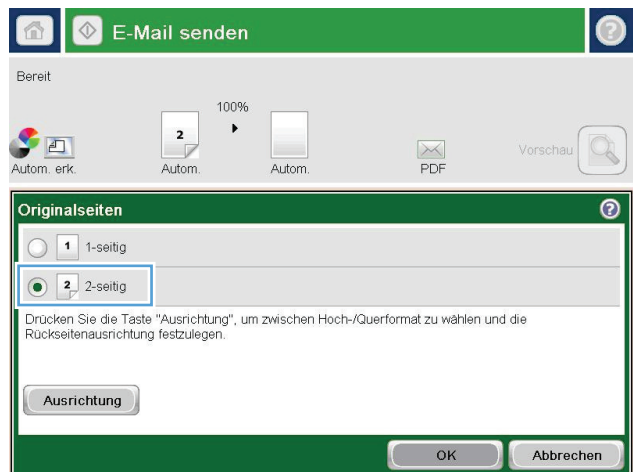 E-Mail senden
?
Bereit
100%
2
Vorschau
Autom. erk.
Autom.
Autom.
PDF
Originalseiten
?
1 1-seitig
2 2-seitig
Drücken Sie die Taste "Ausrichtung", um zwischen Hoch-/Querformat zu wählen und die
Rückseitenausrichtung festzulegen.
Ausrichtung
OK
Abbrechen